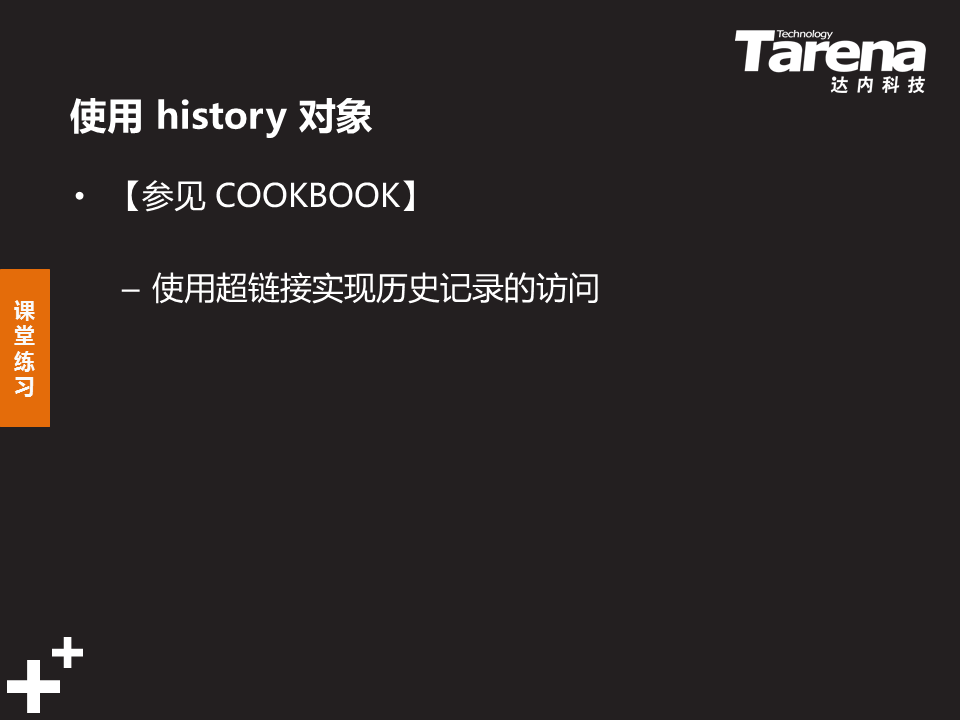 Technology
Tarena
达内科技
使用 history 对象
• 【参见 COOKBOOK】
– 使用超链接实现历史记录的访问
课
堂
练
习